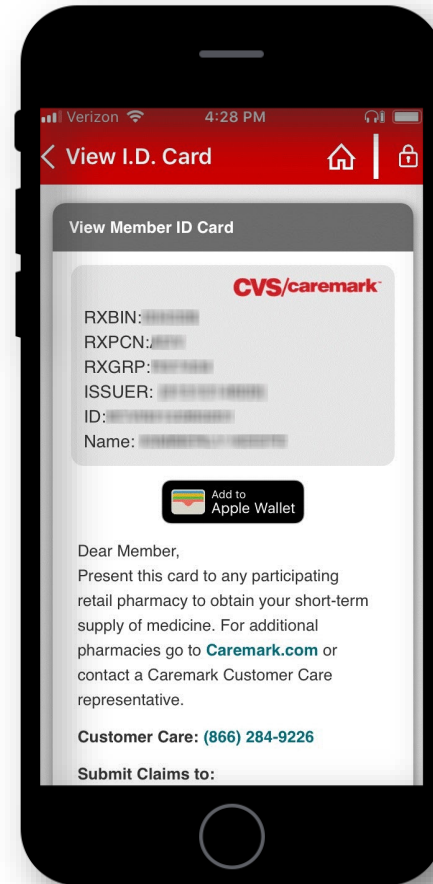 Verizon 4:28 PM
View I.D. Card
View Member ID Card
CVS/caremark
RXBIN:
RXPCN:
RXGRP:
ISSUER:
ID:
Name:
Add to
Apple Wallet
Dear Member,
Present this card to any participating
retail pharmacy to obtain your short-term
supply of medicine. For additional
pharmacies go to Caremark.com or
contact a Caremark Customer Care
representative.
Customer Care: (866) 284-9226
Submit Claims to: